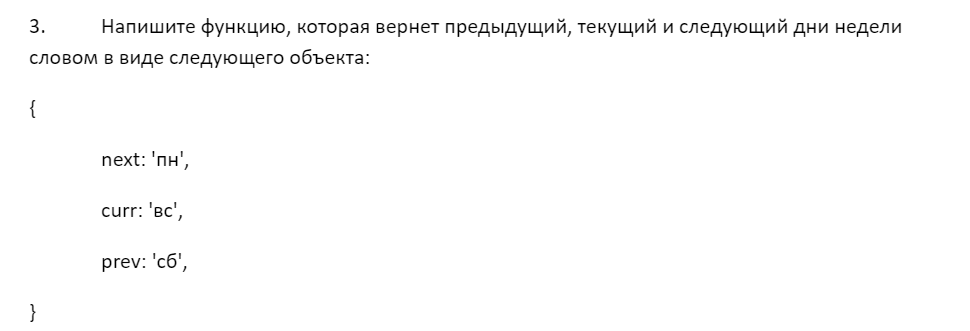 3. Напишите функцию, которая вернет предыдущий, текущий и следующий дни недели
словом в виде следующего объекта:
{
next: 'пн',
curr: 'вс',
prev: 'сб',
}